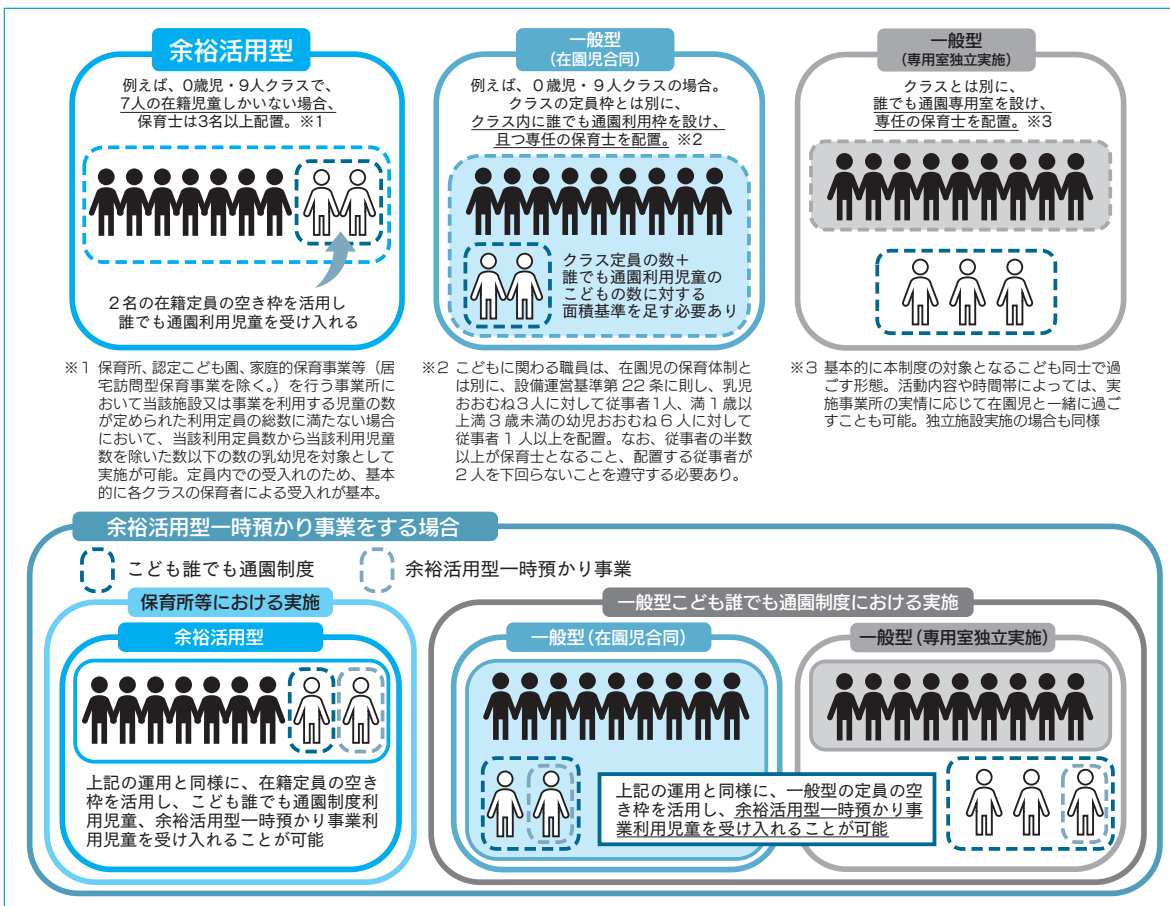 余裕活用型
例えば、0歳児・9人クラスで、
7人の在籍児童しかいない場合、
保育士は3名以上配置。※1
2名の在籍定員の空き枠を活用し
誰でも通園利用児童を受け入れる
※1 保育所、認定こども園、家庭的保育事業等（居
宅訪問型保育事業を除く。）を行う事業所に
おいて当該施設又は事業を利用する児童の数
が定められた利用定員の総数に満たない場合
において、当該利用定員数から当該利用児童
数を除いた数以下の数の乳幼児を対象として
実施が可能。定員内での受入れのため、基本
的に各クラスの保育者による受入れが基本。
一般型
(在園児合同)
例えば、0歳児・9人クラスの場合。
クラスの定員枠とは別に、
クラス内に誰でも通園利用枠を設け、
且つ専任の保育士を配置。※2
クラス定員の数＋
誰でも通園利用児童の
こどもの数に対する
面積基準を足す必要あり
※2 こどもに関わる職員は、在園児の保育体制と
は別に、設備運営基準第22条に則し、乳児
おおむね3人に対して従事者1人、満1歳以
上満3歳未満の幼児おおむね6人に対して
従事者1人以上を配置。なお、従事者の半数
以上が保育士となること、配置する従事者が
2人を下回らないことを遵守する必要あり。
一般型
(専用室独立実施)
クラスとは別に、
誰でも通園専用室を設け、
専任の保育士を配置。※3
※3 基本的に本制度の対象となるこども同士で過
ごす形態。活動内容や時間帯によっては、実
施事業所の実情に応じて在園児と一緒に過ご
すことも可能。独立施設実施の場合も同様
余裕活用型一時預かり事業をする場合
こども誰でも通園制度
余裕活用型一時預かり事業
保育所等における実施
余裕活用型
上記の運用と同様に、在籍定員の空き
枠を活用し、こども誰でも通園制度利
用児童、余裕活用型一時預かり事業利
用児童を受け入れることが可能
一般型こども誰でも通園制度における実施
一般型(在園児合同)
一般型(専用室独立実施)
上記の運用と同様に、一般型の定員の空
き枠を活用し、余裕活用型一時預かり事
業利用児童を受け入れることが可能